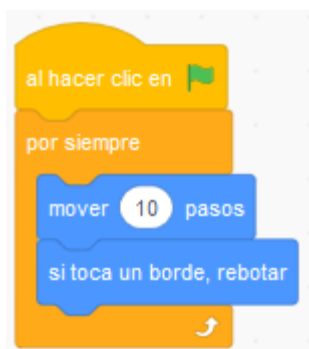 al hacer clic en
por siempre
mover 10 pasos
si toca un borde, rebotar